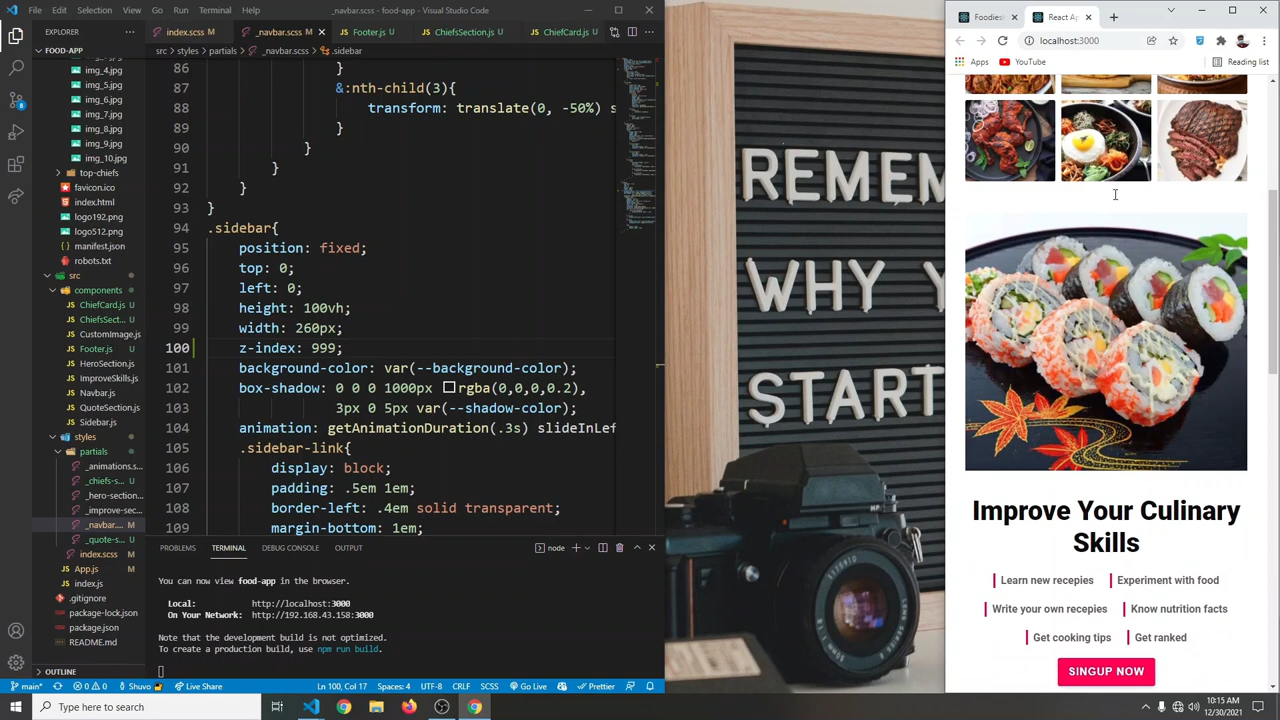 File Edit Selection View Go Run Terminal Help _navbar.scss - food-app - Visual Studio Code
EXPLORER ··· index.scss M _navbar.scss M × Footer.js ChiefsSection.js M ChiefCard.js
FOOD-APP src > styles > partials > _navbar.scss > .sidebar
img_4.jpg
img_5.jpg
img_6.jpg
img_7.jpg
img_8.jpg
img_9.jpg
img_10.jpg
top-chiefs
favicon.co
index.html
logo192.png
logo512.png
manifest.json
robots.txt
src
components
ChiefCard.js
ChiefsSect... M
CustomImage.js
Footer.js
HeroSection.js
ImproveSkills.js
Navbar.js
QuoteSection.js
Sidebar.js
styles
partials
_animations.s...
_chiefs-s...
_hero-section...
_improve-sec...
_navbar.... M
_quote-s...
index.scss M
App.js M
index.js
.gitignore
package-lock.json
package.json
README.md
OUTLINE
86 }
87 &:nth-child(3){
88 transform: translate(0, -50%) s
89 }
90 }
91 }
92 }
93 }
94 .sidebar{
95 position: fixed;
96 top: 0;
97 left: 0;
98 height: 100vh;
99 width: 260px;
100 z-index: 999;
101 background-color: var(--background-color);
102 box-shadow: 0 0 0 1000px rgba(0,0,0,0.2),
103 3px 0 5px var(--shadow-color);
104 animation: getAnimationDuration(.3s) slideInLef
105 .sidebar-link{
106 display: block;
107 padding: .5em 1em;
108 border-left: .4em solid transparent;
109 margin-bottom: 1em;
PROBLEMS TERMINAL DEBUG CONSOLE OUTPUT node
You can now view food-app in the browser.
Local: http://localhost:3000
On Your Network: http://192.168.43.158:3000
Note that the development build is not optimized.
To create a production build, use npm run build.
main* 0 0 Shuvo Live Share Ln 100, Col 17 Spaces: 4 UTF-8 CRLF SCSS Go Live Prettier
REMEM
WHY Y
START
Foodies React Ap
localhost:3000
Apps YouTube Reading list
Improve Your Culinary
Skills
Learn new recepies Experiment with food
Write your own recepies Know nutrition facts
Get cooking tips Get ranked
SINGUP NOW
Type here to search
10:15 AM
12/30/2021